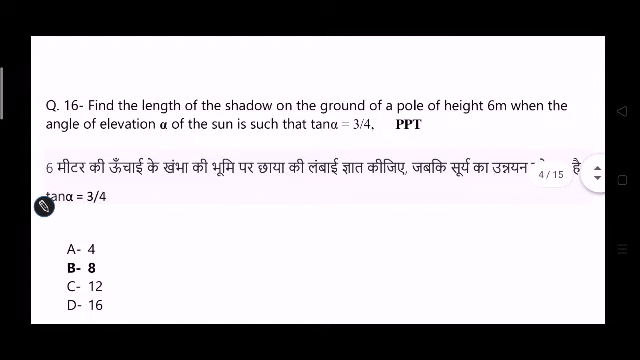 Q. 16- Find the length of the shadow on the ground of a pole of height 6m when the
angle of elevation α of the sun is such that tanα = 3/4, PPT
6 मीटर की ऊँचाई के खंभा की भूमि पर छाया की लंबाई ज्ञात कीजिए, जबकि सूर्य का उन्नयन है
4/15
tanα = 3/4
A- 4
B- 8
C- 12
D- 16